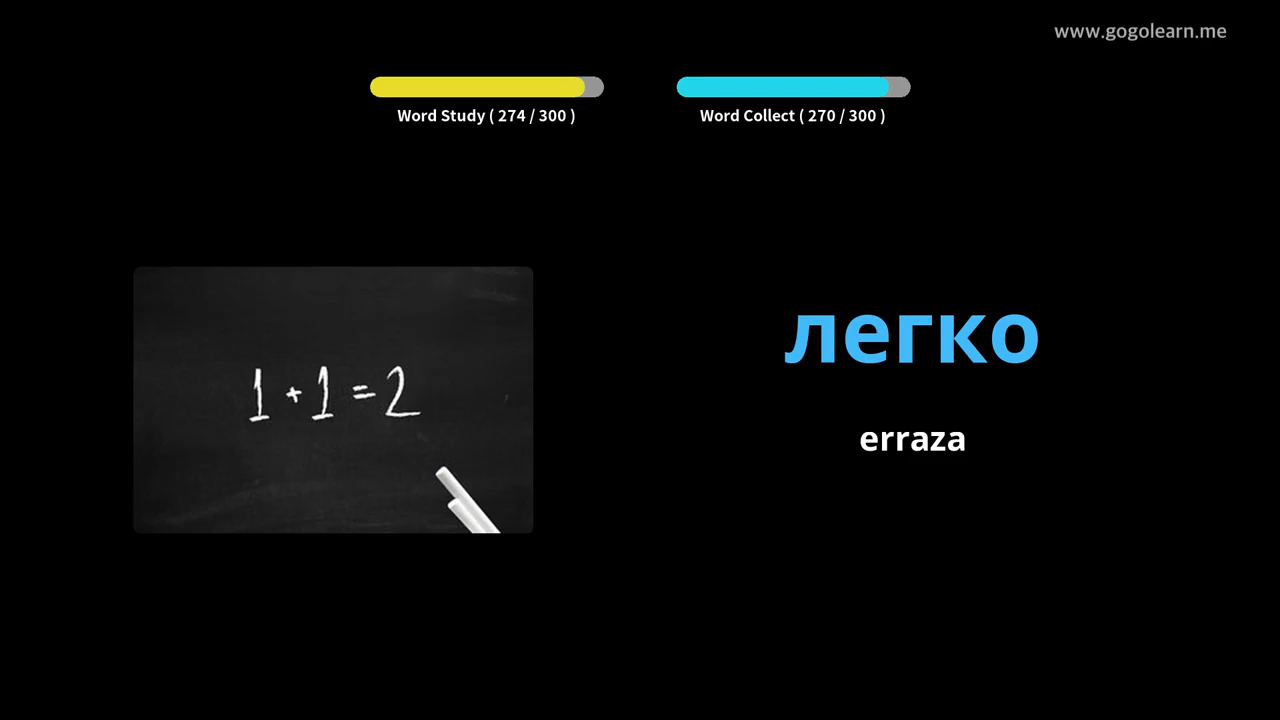 www.gogolearn.me
Word Study ( 274 / 300 )
Word Collect ( 270 / 300 )
1 + 1 = 2
легко
erraza